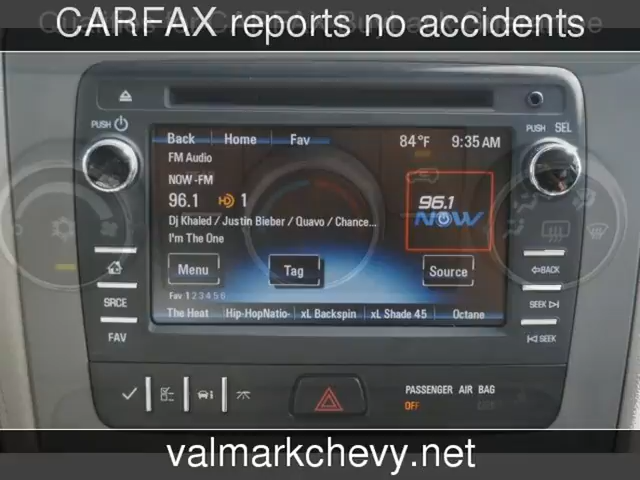 CARFAX reports no accidents
PUSH
PUSH SEL
Back Home Fav 84°F 9:35 AM
FM Audio
NOW-FM
96.1 HD 1
Dj Khaled / Justin Bieber / Quavo / Chance...
I'm The One
96.1
NOW
Menu Tag Source
Fav 1 2 3 4 5 6
The Heat Hip-HopNatio- xL Backspin xL Shade 45 Octane
BACK
SRCE
SEEK
FAV
SEEK
PASSENGER AIR BAG
OFF
valmarkchevy.net